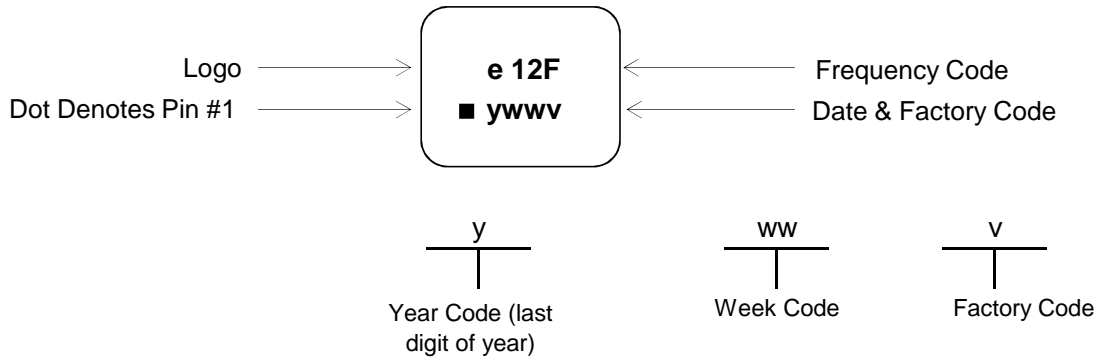 Logo
e 12F
Frequency Code
Dot Denotes Pin #1
■ ywwv
Date & Factory Code
y
ww
v
Year Code (last
digit of year)
Week Code
Factory Code